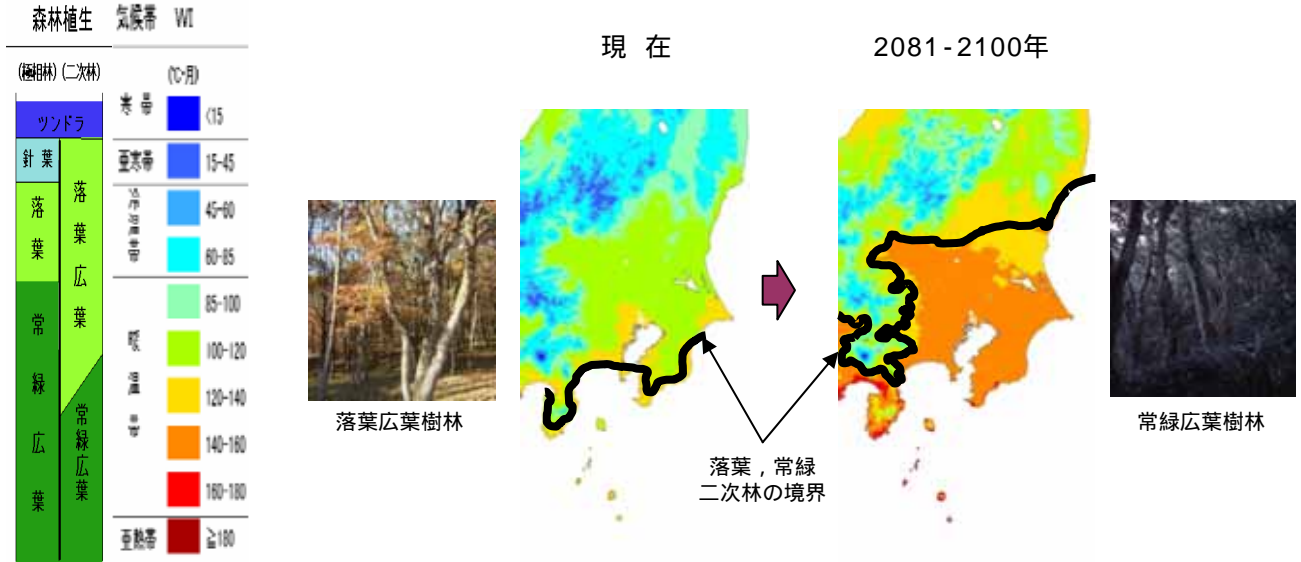 森林植生 気候帯 WI
(極相林) (二次林) (℃・月)
ツンドラ
針葉
落葉
常緑広葉
落葉広葉
常緑広葉
寒帯 <15
亜寒帯 15-45
45-60
60-85
85-100
暖温帯 100-120
120-140
140-160
160-180
亜熱帯 ≧180
現 在
2081-2100年
落葉広葉樹林
落葉,常緑
二次林の境界
常緑広葉樹林